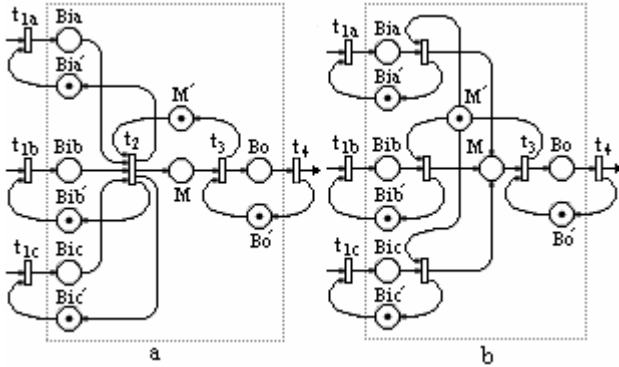 t1a Bia
Bia´
t1b Bib
Bib´
t1c Bic
Bic´
M´
t2
M
t3 Bo t4
Bo´
a
t1a Bia
Bia´
M´
t1b Bib
Bib´
t1c Bic
Bic´
M
t3 Bo t4
Bo´
b